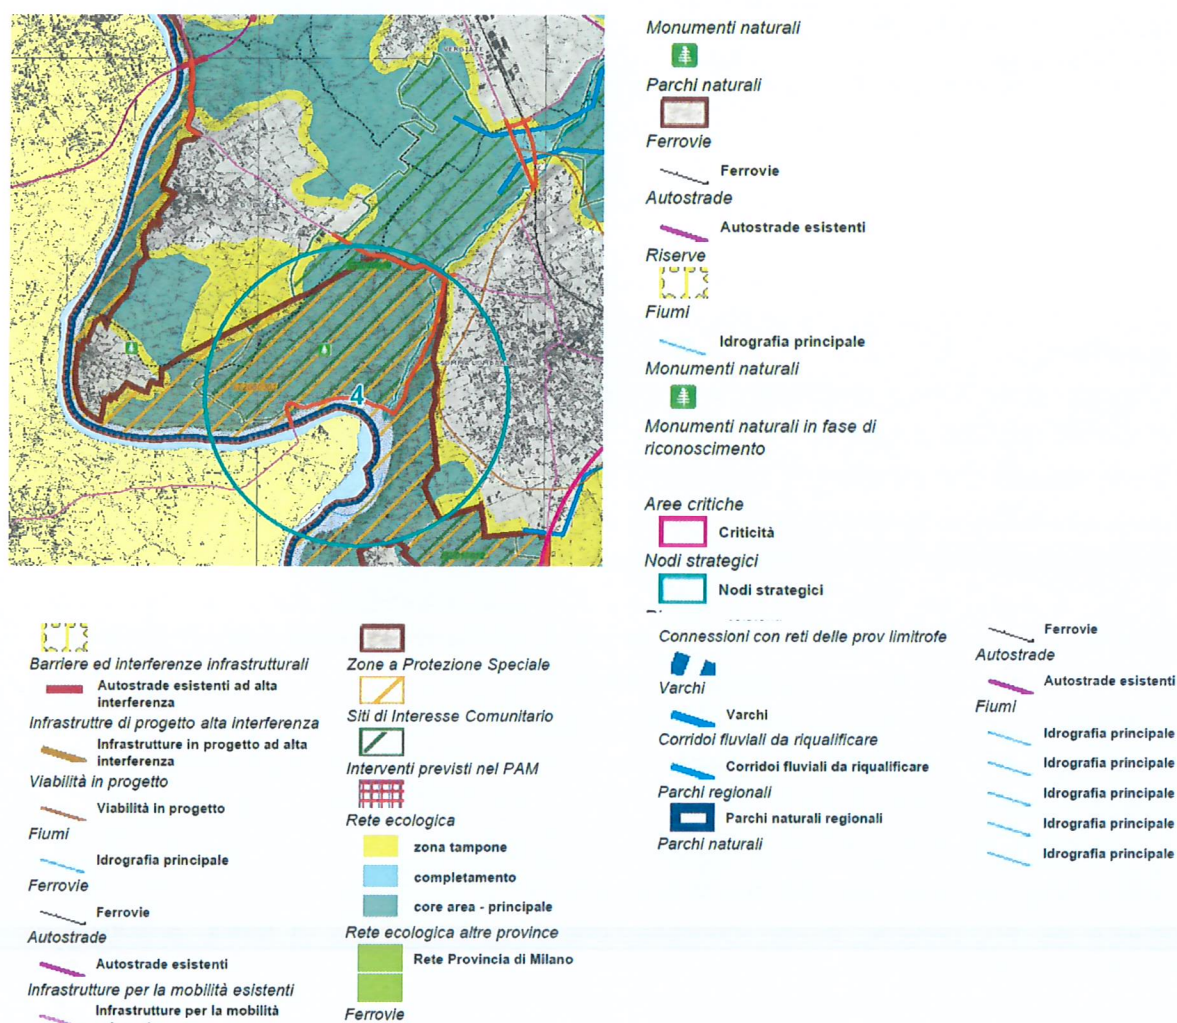 VERGIATE
4
Monumenti naturali
Parchi naturali
Ferrovie
Ferrovie
Autostrade
Autostrade esistenti
Riserve
Fiumi
Idrografia principale
Monumenti naturali
Monumenti naturali in fase di
riconoscimento
Aree critiche
Criticità
Nodi strategici
Nodi strategici
Barriere ed interferenze infrastrutturali
Autostrade esistenti ad alta
interferenza
Infrastruttre di progetto alta interferenza
Infrastrutture in progetto ad alta
interferenza
Viabilità in progetto
Viabilità in progetto
Fiumi
Idrografia principale
Ferrovie
Ferrovie
Autostrade
Autostrade esistenti
Infrastrutture per la mobilità esistenti
Infrastrutture per la mobilità
Zone a Protezione Speciale
Siti di Interesse Comunitario
Interventi previsti nel PAM
Rete ecologica
zona tampone
completamento
core area - principale
Rete ecologica altre province
Rete Provincia di Milano
Ferrovie
Connessioni con reti delle prov limitrofe
Varchi
Varchi
Corridoi fluviali da riqualificare
Corridoi fluviali da riqualificare
Parchi regionali
Parchi naturali regionali
Parchi naturali
Ferrovie
Autostrade
Autostrade esistenti
Fiumi
Idrografia principale
Idrografia principale
Idrografia principale
Idrografia principale
Idrografia principale